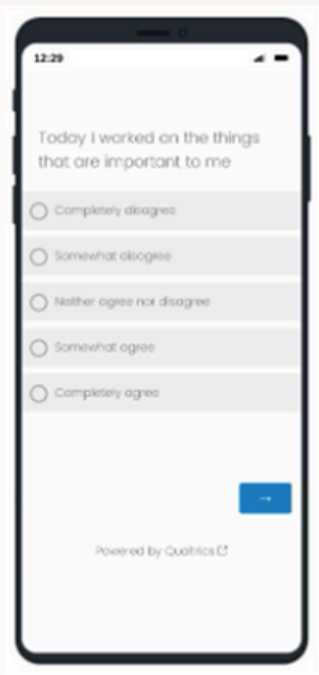 12:29
Today I worked on the things
that are important to me
Completely disagree
Somewhat disagree
Neither agree nor disagree
Somewhat agree
Completely agree
→
Powered by Qualtrics